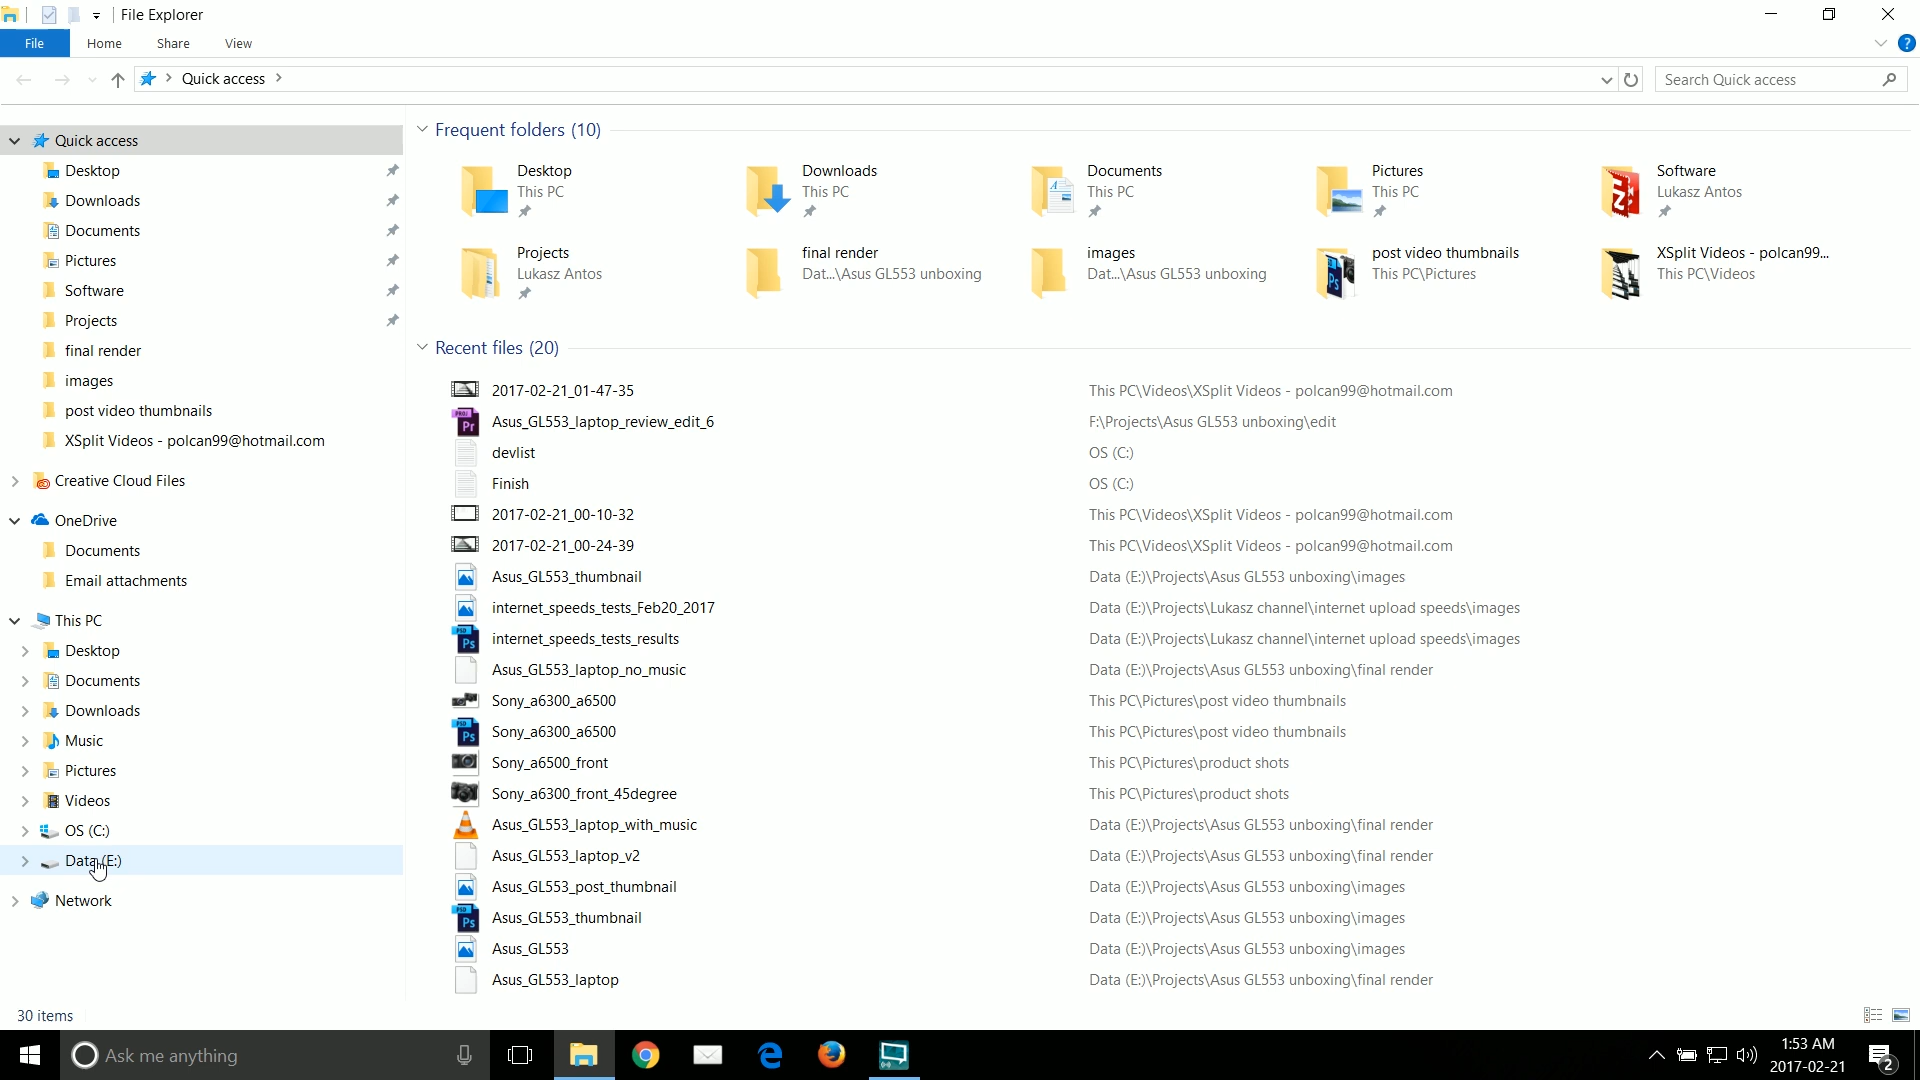 File Explorer
File Home Share View
Quick access
Search Quick access
Quick access
Desktop
Downloads
Documents
Pictures
Software
Projects
final render
images
post video thumbnails
XSplit Videos - polcan99@hotmail.com
Creative Cloud Files
OneDrive
Documents
Email attachments
This PC
Desktop
Documents
Downloads
Music
Pictures
Videos
OS (C:)
Data (E:)
Network
Frequent folders (10)
Desktop
This PC
Downloads
This PC
Documents
This PC
Pictures
This PC
Software
Lukasz Antos
Projects
Lukasz Antos
final render
Dat...\Asus GL553 unboxing
images
Dat...\Asus GL553 unboxing
post video thumbnails
This PC\Pictures
XSplit Videos - polcan99...
This PC\Videos
Recent files (20)
2017-02-21_01-47-35 This PC\Videos\XSplit Videos - polcan99@hotmail.com
Asus_GL553_laptop_review_edit_6 F:\Projects\Asus GL553 unboxing\edit
devlist OS (C:)
Finish OS (C:)
2017-02-21_00-10-32 This PC\Videos\XSplit Videos - polcan99@hotmail.com
2017-02-21_00-24-39 This PC\Videos\XSplit Videos - polcan99@hotmail.com
Asus_GL553_thumbnail Data (E:)\Projects\Asus GL553 unboxing\images
internet_speeds_tests_Feb20_2017 Data (E:)\Projects\Lukasz channel\internet upload speeds\images
internet_speeds_tests_results Data (E:)\Projects\Lukasz channel\internet upload speeds\images
Asus_GL553_laptop_no_music Data (E:)\Projects\Asus GL553 unboxing\final render
Sony_a6300_a6500 This PC\Pictures\post video thumbnails
Sony_a6300_a6500 This PC\Pictures\post video thumbnails
Sony_a6500_front This PC\Pictures\product shots
Sony_a6300_front_45degree This PC\Pictures\product shots
Asus_GL553_laptop_with_music Data (E:)\Projects\Asus GL553 unboxing\final render
Asus_GL553_laptop_v2 Data (E:)\Projects\Asus GL553 unboxing\final render
Asus_GL553_post_thumbnail Data (E:)\Projects\Asus GL553 unboxing\images
Asus_GL553_thumbnail Data (E:)\Projects\Asus GL553 unboxing\images
Asus_GL553 Data (E:)\Projects\Asus GL553 unboxing\images
Asus_GL553_laptop Data (E:)\Projects\Asus GL553 unboxing\final render
30 items
Ask me anything
1:53 AM
2017-02-21
2